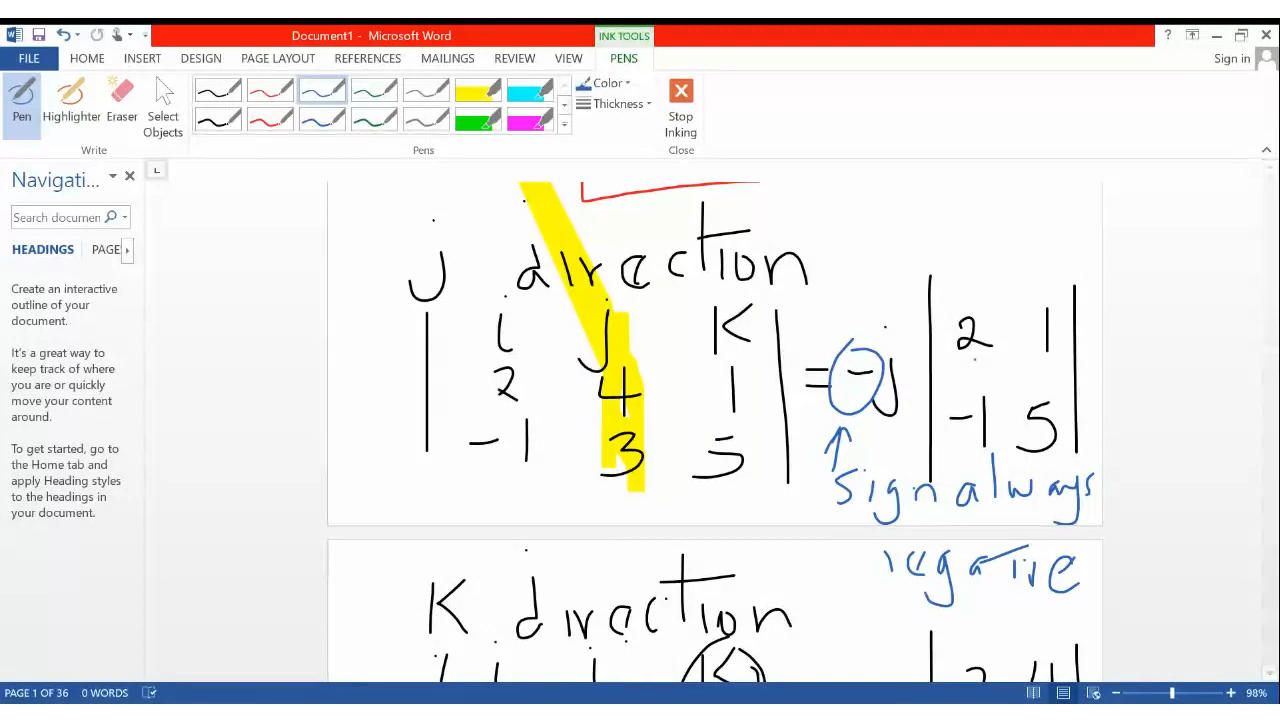 Document1 - Microsoft Word
INK TOOLS
FILE HOME INSERT DESIGN PAGE LAYOUT REFERENCES MAILINGS REVIEW VIEW PENS
Sign in
Pen Highlighter Eraser Select Objects
Color
Thickness
Stop Inking
Write Pens Close
Navigati...
Search documen
HEADINGS PAGE
Create an interactive
outline of your
document.
It's a great way to
keep track of where
you are or quickly
move your content
around.
To get started, go to
the Home tab and
apply Heading styles
to the headings in
your document.
j direction
| i j K | = -j | 2 1 |
| 2 4 1 |
| -1 3 5 | | -1 5 |
sign always
negative
K direction
PAGE 1 OF 36 0 WORDS
98%